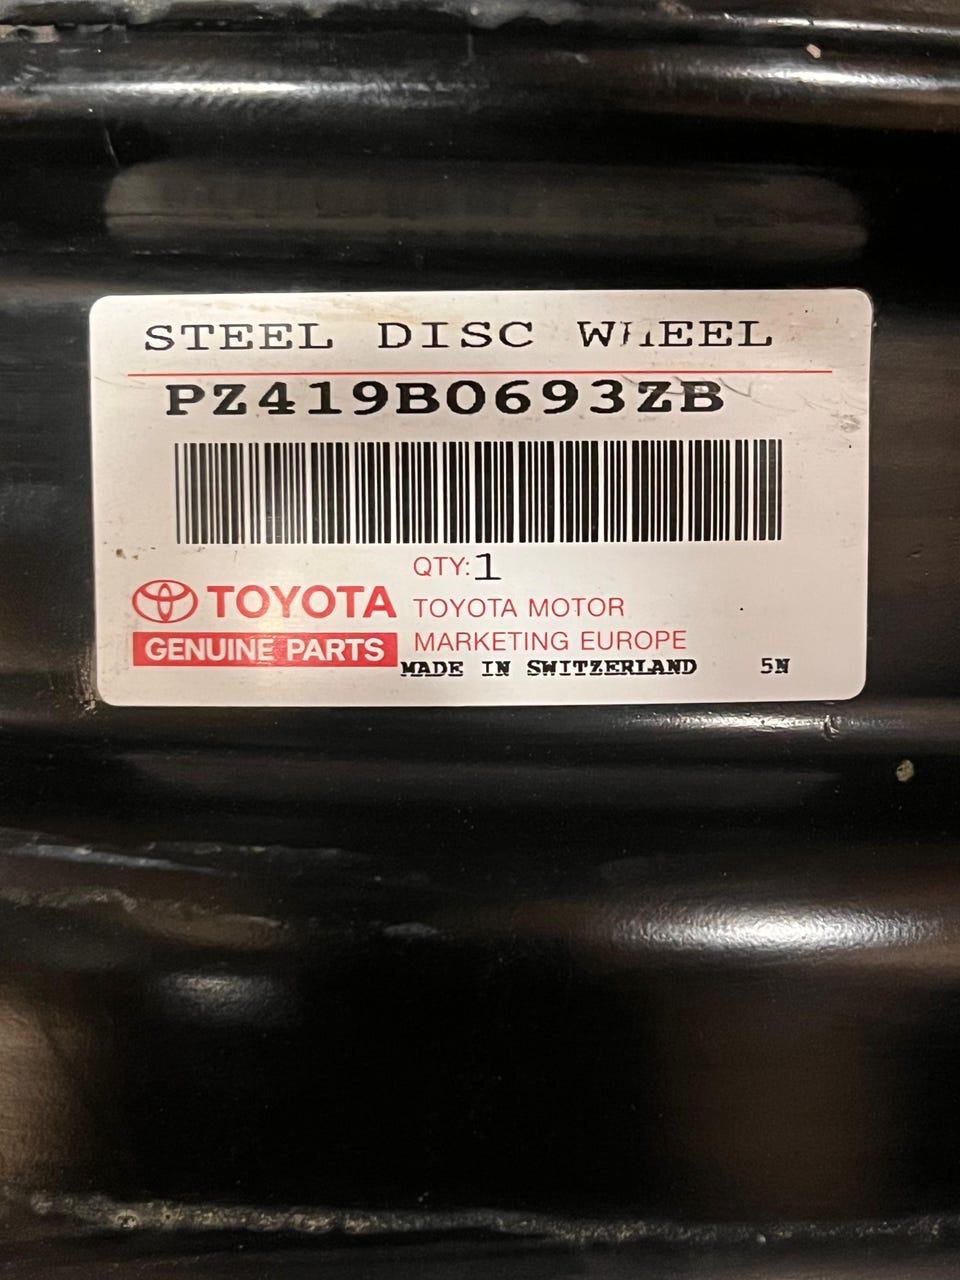 STEEL DISC WHEEL
PZ419B0693ZB
QTY: 1
TOYOTA
GENUINE PARTS
TOYOTA MOTOR
MARKETING EUROPE
MADE IN SWITZERLAND 5N